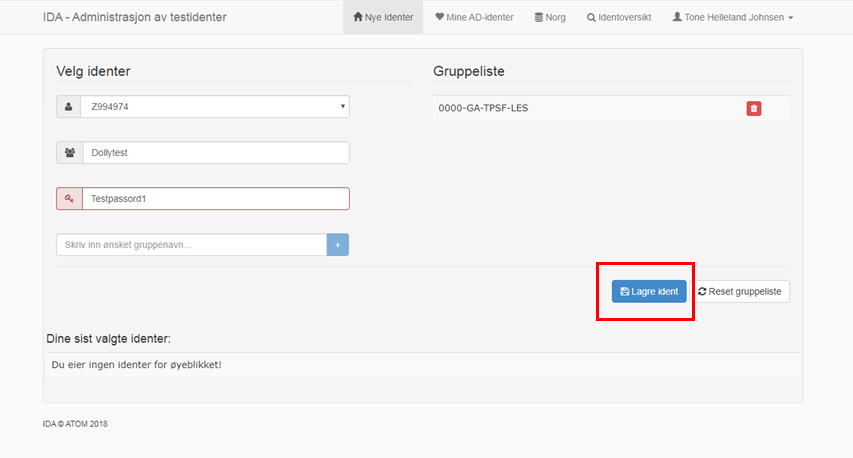 IDA - Administrasjon av testidenter
Nye Identer
Mine AD-identer
Norg
Identoversikt
Tone Helleland Johnsen
Velg identer
Gruppeliste
Z994974
0000-GA-TPSF-LES
Dollytest
Testpassord1
Skriv inn ønsket gruppenavn...
+
Lagre ident
Reset gruppeliste
Dine sist valgte identer:
Du eier ingen identer for øyeblikket!
IDA © ATOM 2018